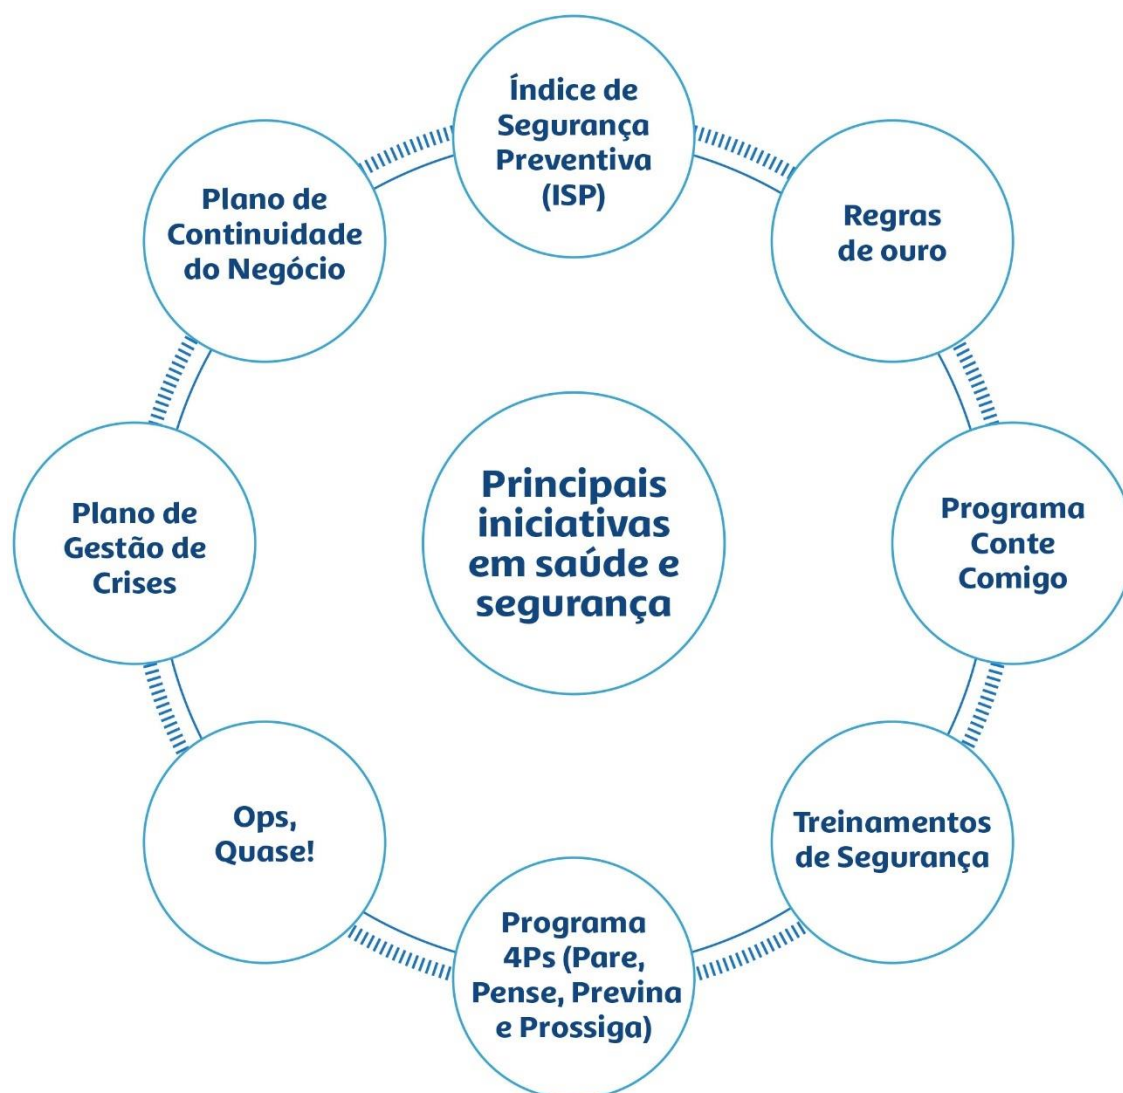 Índice de
Segurança
Preventiva
(ISP)
Regras
de ouro
Programa
Conte
Comigo
Treinamentos
de Segurança
Programa
4Ps (Pare,
Pense, Previna
e Prossiga)
Ops,
Quase!
Plano de
Gestão de
Crises
Plano de
Continuidade
do Negócio
Principais
iniciativas
em saúde e
segurança